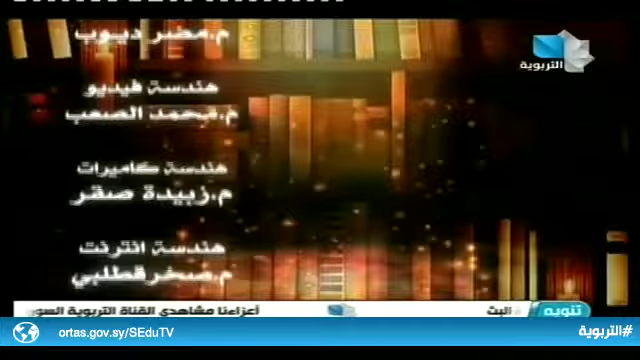 م.مضر ديوب
التربوية
هندسة فيديو
م.محمد الصعب
هندسة كاميرات
م.زبيدة صقر
هندسة انترنت
م.صخر قطلبي
تنويه
البث
أعزاءنا مشاهدي القناة التربوية السور
#التربوية
ortas.gov.sy/SEduTV